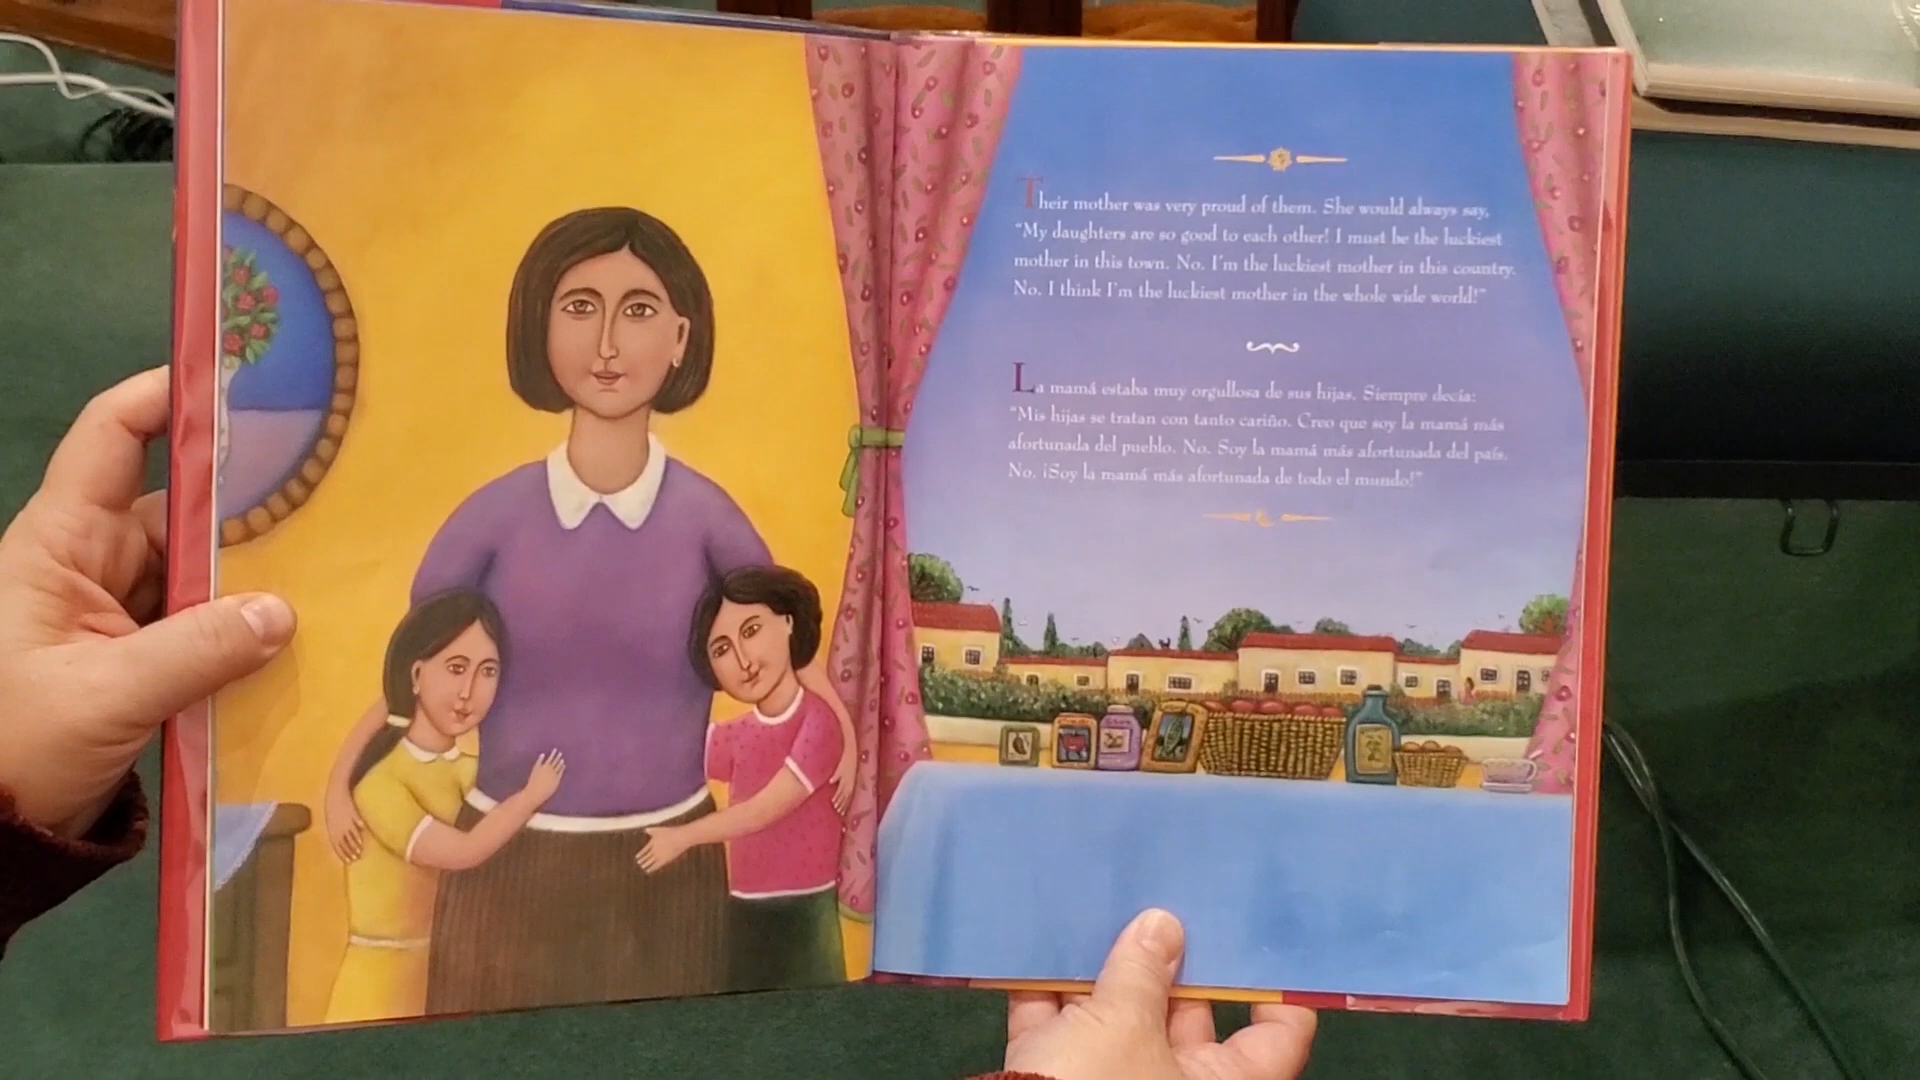 Their mother was very proud of them. She would always say,
“My daughters are so good to each other! I must be the luckiest
mother in this town. No. I’m the luckiest mother in this country.
No. I think I’m the luckiest mother in the whole wide world!”
La mamá estaba muy orgullosa de sus hijas. Siempre decía:
“Mis hijas se tratan con tanto cariño. Creo que soy la mamá más
afortunada del pueblo. No. Soy la mamá más afortunada del país.
No. ¡Soy la mamá más afortunada de todo el mundo!”